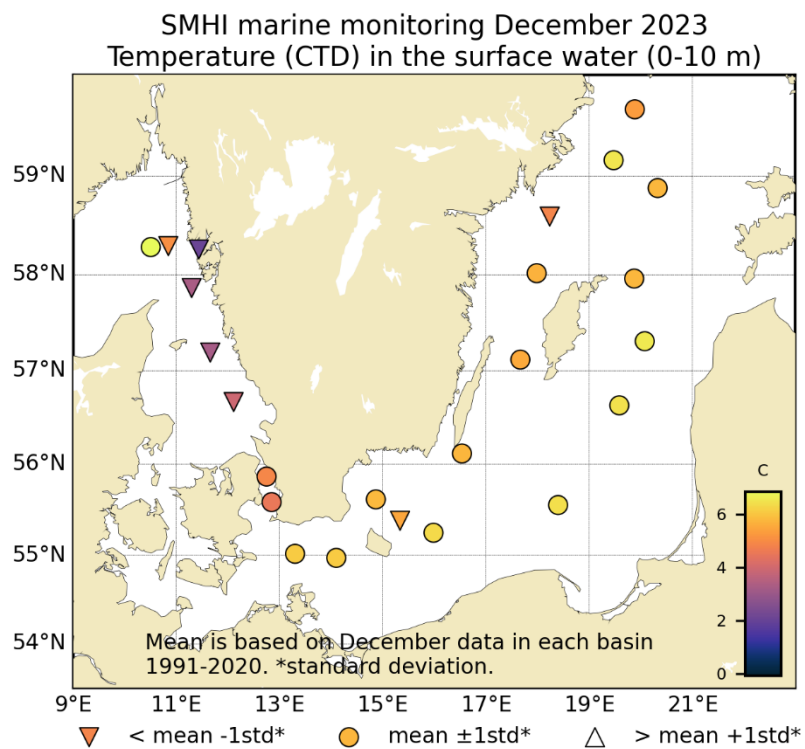 SMHI marine monitoring December 2023
Temperature (CTD) in the surface water (0-10 m)
59°N
58°N
57°N
56°N
55°N
54°N
C
6
4
2
0
Mean is based on December data in each basin
1991-2020. *standard deviation.
9°E 11°E 13°E 15°E 17°E 19°E 21°E
< mean -1std* mean ±1std* > mean +1std*